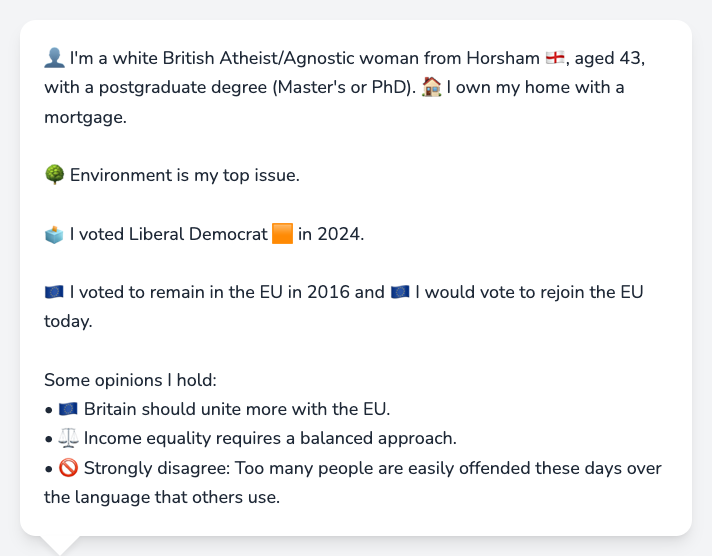 👤 I'm a white British Atheist/Agnostic woman from Horsham 🏴󠁧󠁢󠁥󠁮󠁧󠁿, aged 43,
with a postgraduate degree (Master's or PhD). 🏠 I own my home with a
mortgage.
🌳 Environment is my top issue.
🗳️ I voted Liberal Democrat 🟧 in 2024.
🇪🇺 I voted to remain in the EU in 2016 and 🇪🇺 I would vote to rejoin the EU
today.
Some opinions I hold:
• 🇪🇺 Britain should unite more with the EU.
• ⚖️ Income equality requires a balanced approach.
• 🚫 Strongly disagree: Too many people are easily offended these days over
the language that others use.